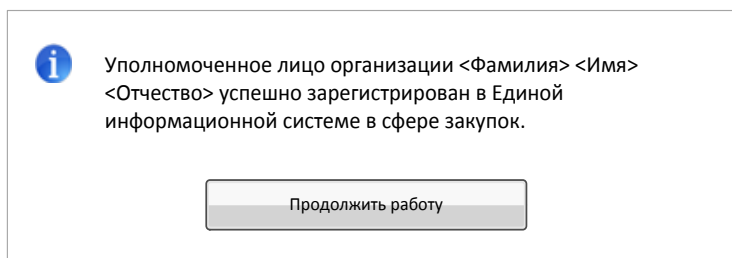 Уполномоченное лицо организации <Фамилия> <Имя>
<Отчество> успешно зарегистрирован в Единой
информационной системе в сфере закупок.
Продолжить работу